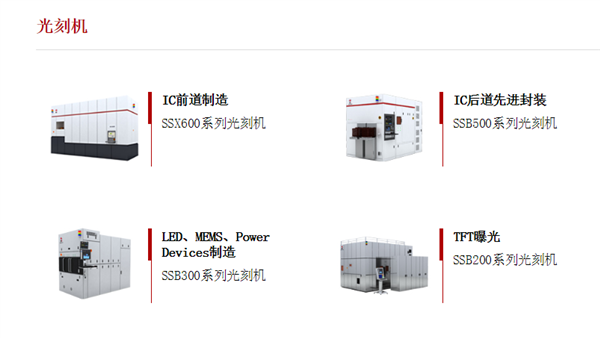 光刻机
IC前道制造
SSX600系列光刻机
IC后道先进封装
SSB500系列光刻机
LED、MEMS、Power
Devices制造
SSB300系列光刻机
TFT曝光
SSB200系列光刻机